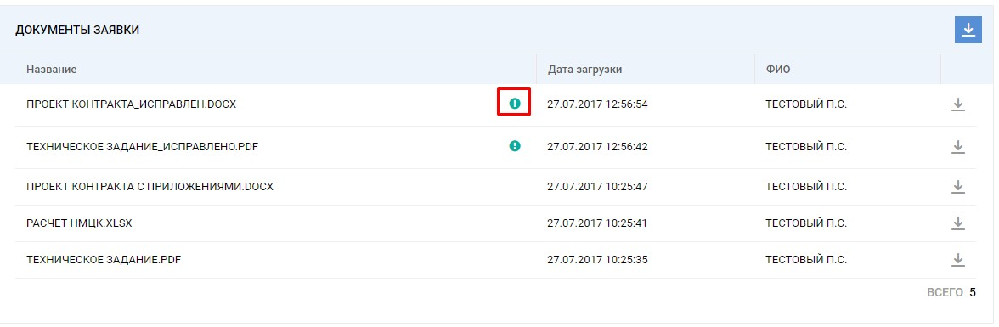 ДОКУМЕНТЫ ЗАЯВКИ
Название Дата загрузки ФИО
ПРОЕКТ КОНТРАКТА_ИСПРАВЛЕН.DOCX 27.07.2017 12:56:54 ТЕСТОВЫЙ П.С.
ТЕХНИЧЕСКОЕ ЗАДАНИЕ_ИСПРАВЛЕНО.PDF 27.07.2017 12:56:42 ТЕСТОВЫЙ П.С.
ПРОЕКТ КОНТРАКТА С ПРИЛОЖЕНИЯМИ.DOCX 27.07.2017 10:25:47 ТЕСТОВЫЙ П.С.
РАСЧЕТ НМЦК.XLSX 27.07.2017 10:25:41 ТЕСТОВЫЙ П.С.
ТЕХНИЧЕСКОЕ ЗАДАНИЕ.PDF 27.07.2017 10:25:35 ТЕСТОВЫЙ П.С.
ВСЕГО 5